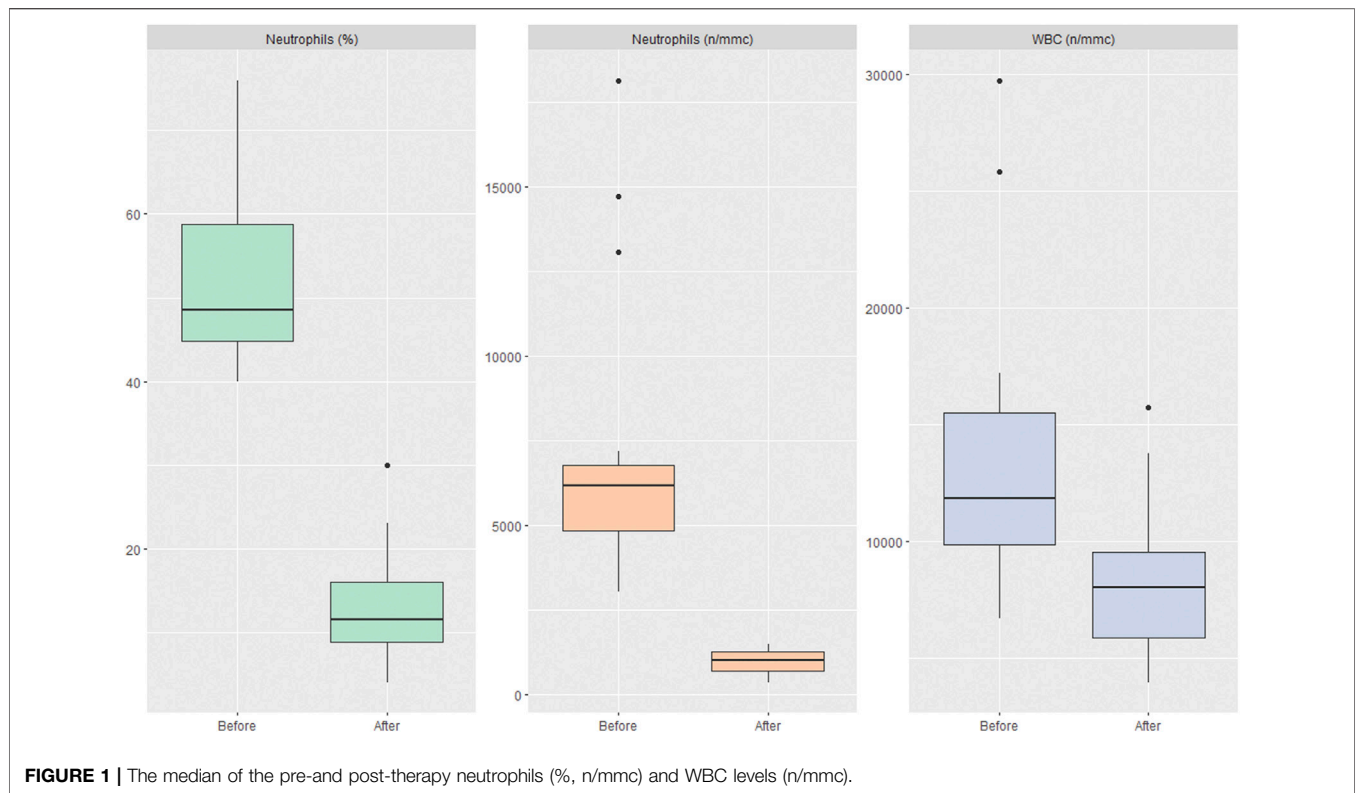 Neutrophils (%)
60
40
20
Before After
Neutrophils (n/mmc)
15000
10000
5000
0
Before After
WBC (n/mmc)
30000
20000
10000
Before After
FIGURE 1 | The median of the pre-and post-therapy neutrophils (%, n/mmc) and WBC levels (n/mmc).